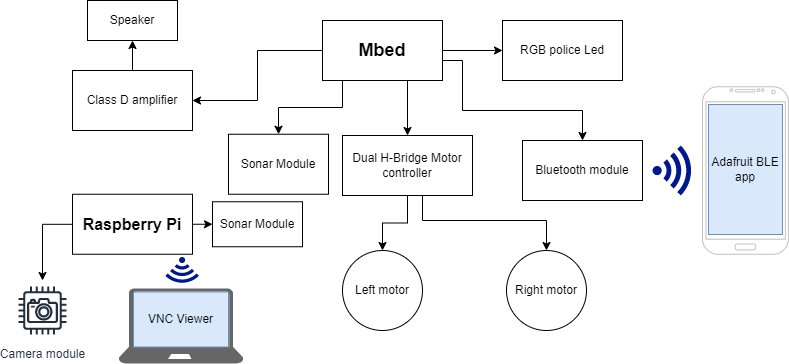 Speaker
Mbed
RGB police Led
Class D amplifier
Sonar Module
Dual H-Bridge Motor
controller
Bluetooth module
Adafruit BLE
app
Raspberry Pi
Sonar Module
Left motor
Right motor
VNC Viewer
Camera module